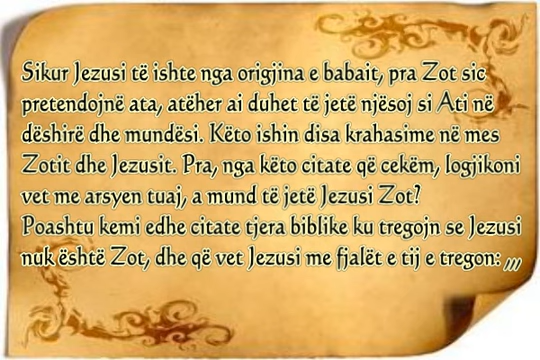 Sikur Jezusi të ishte nga origjina e babait, pra Zot sic
pretendojnë ata, atëher ai duhet të jetë njësoj si Ati në
dëshirë dhe mundësi. Këto ishin disa krahasime në mes
Zotit dhe Jezusit. Pra, nga këto citate që cekëm, logjikoni
vet me arsyen tuaj, a mund të jetë Jezusi Zot?
Poashtu kemi edhe citate tjera biblike ku tregojn se Jezusi
nuk është Zot, dhe që vet Jezusi me fjalët e tij e tregon: ,,,